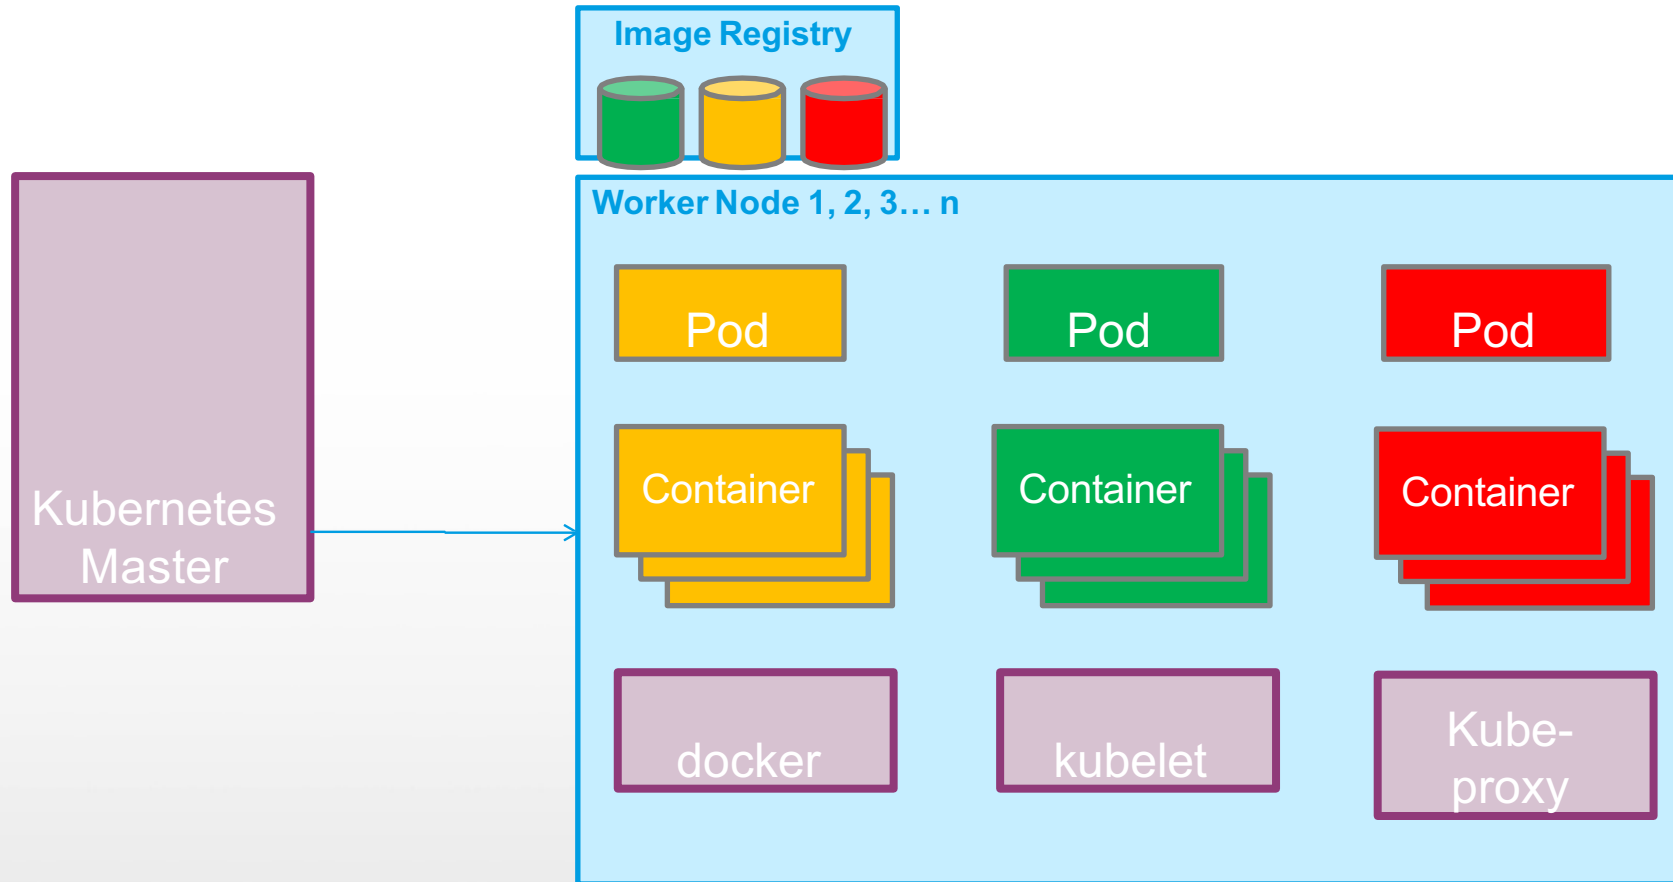 Image Registry
Worker Node 1, 2, 3... n
Pod
Pod
Pod
Container
Container
Container
Kubernetes
Master
docker
kubelet
Kube-
proxy